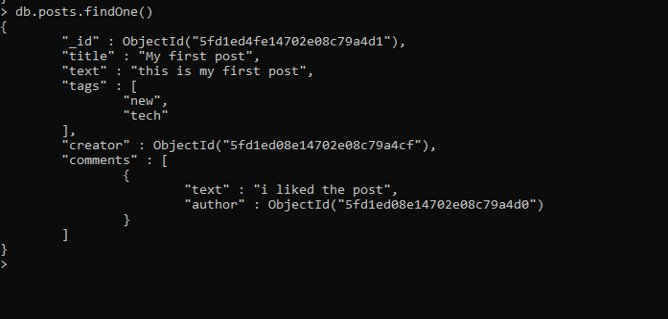 > db.posts.findOne()
{
        "_id" : ObjectId("5fd1ed4fe14702e08c79a4d1"),
        "title" : "My first post",
        "text" : "this is my first post",
        "tags" : [
                "new",
                "tech"
        ],
        "creator" : ObjectId("5fd1ed08e14702e08c79a4cf"),
        "comments" : [
                {
                        "text" : "i liked the post",
                        "author" : ObjectId("5fd1ed08e14702e08c79a4d0")
                }
        ]
}
>